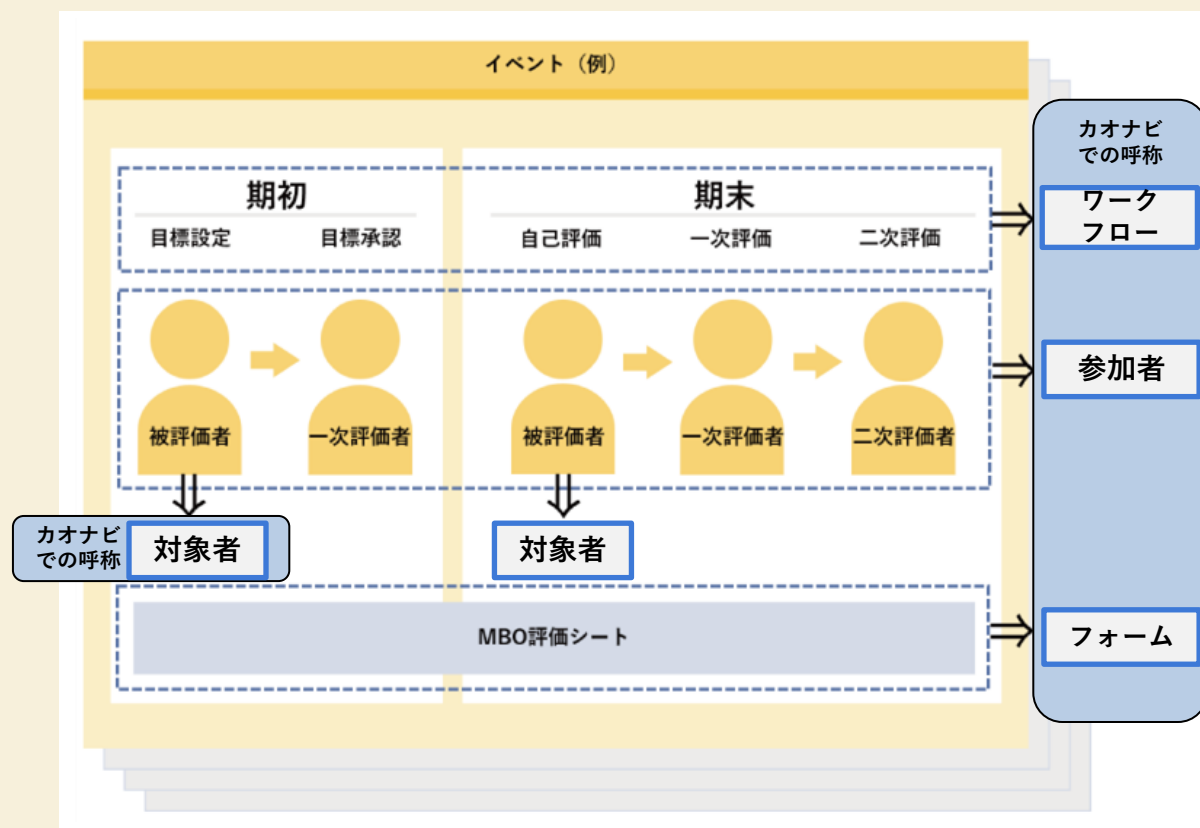 イベント（例）
カオナビ
での呼称
期初
期末
ワーク
フロー
目標設定
目標承認
自己評価
一次評価
二次評価
参加者
被評価者
一次評価者
被評価者
一次評価者
二次評価者
カオナビ
での呼称
対象者
対象者
MBO評価シート
フォーム